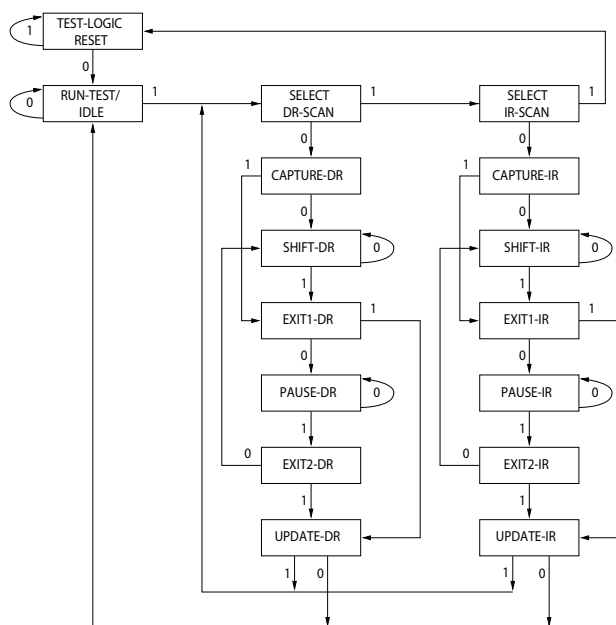 TEST-LOGIC
RESET
1
0
RUN-TEST/
IDLE
0
1
SELECT
DR-SCAN
1
SELECT
IR-SCAN
1
0
0
CAPTURE-DR
1
CAPTURE-IR
1
0
0
SHIFT-DR
0
SHIFT-IR
0
1
1
EXIT1-DR
1
EXIT1-IR
1
0
0
PAUSE-DR
0
PAUSE-IR
0
1
1
EXIT2-DR
0
EXIT2-IR
0
1
1
UPDATE-DR
UPDATE-IR
1
0
1
0